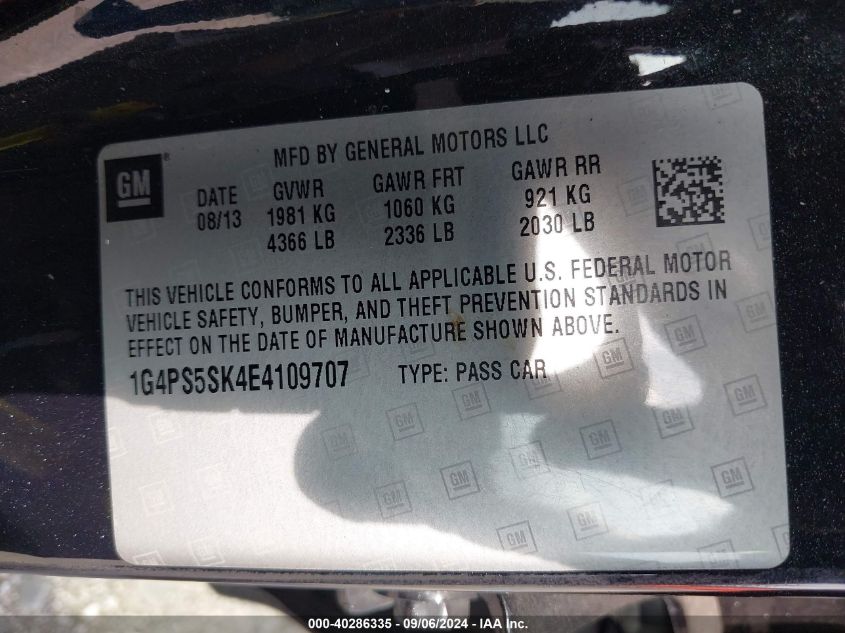 MFD BY GENERAL MOTORS LLC
GM ®
DATE GVWR GAWR FRT GAWR RR
08/13 1981 KG 1060 KG 921 KG
4366 LB 2336 LB 2030 LB
THIS VEHICLE CONFORMS TO ALL APPLICABLE U.S. FEDERAL MOTOR
VEHICLE SAFETY, BUMPER, AND THEFT PREVENTION STANDARDS IN
EFFECT ON THE DATE OF MANUFACTURE SHOWN ABOVE.
1G4PS5SK4E4109707 TYPE: PASS CAR
000-40286335 - 09/06/2024 - IAA Inc.